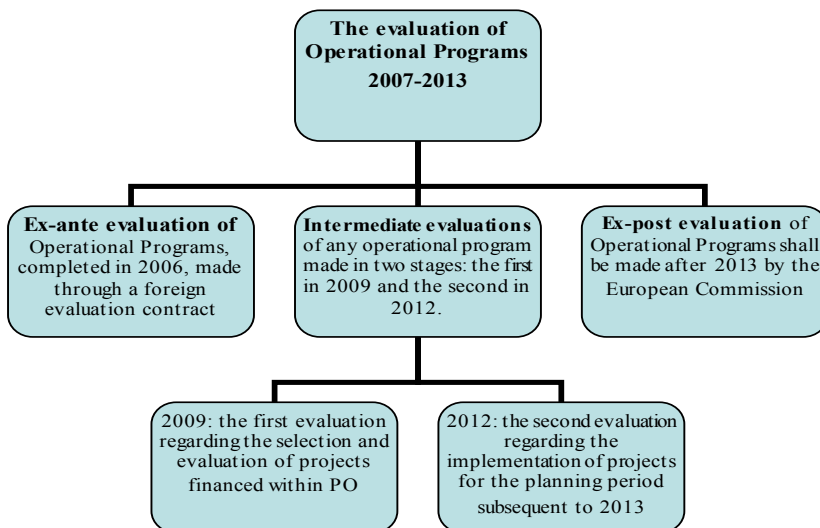 The evaluation of
Operational Programs
2007-2013
Ex-ante evaluation of
Operational Programs,
completed in 2006, made
through a foreign
evaluation contract
Intermediate evaluations
of any operational program
made in two stages: the first
in 2009 and the second in
2012.
Ex-post evaluation of
Operational Programs shall
be made after 2013 by the
European Commission
2009: the first evaluation
regarding the selection and
evaluation of projects
financed within PO
2012: the second evaluation
regarding the
implementation of projects
for the planning period
subsequent to 2013